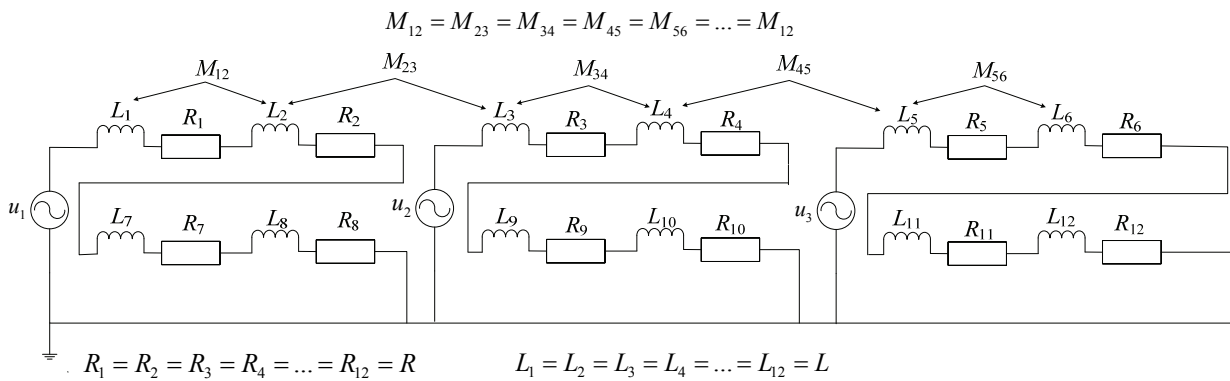 M₁₂ = M₂₃ = M₃₄ = M₄₅ = M₅₆ = ... = M₁₂
M₁₂ M₂₃ M₃₄ M₄₅ M₅₆
L₁ R₁ L₂ R₂ L₃ R₃ L₄ R₄ L₅ R₅ L₆ R₆
u₁ u₂ u₃
L₇ R₇ L₈ R₈ L₉ R₉ L₁₀ R₁₀ L₁₁ R₁₁ L₁₂ R₁₂
R₁ = R₂ = R₃ = R₄ = ... = R₁₂ = R L₁ = L₂ = L₃ = L₄ = ... = L₁₂ = L